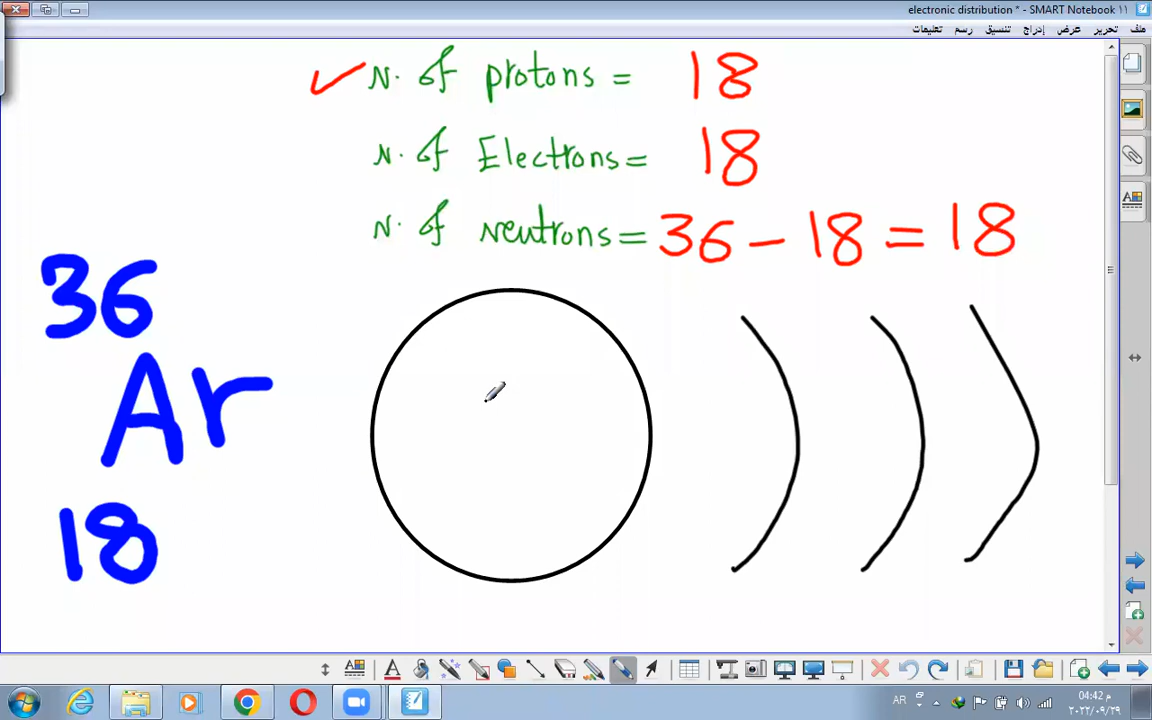 electronic distribution * - SMART Notebook ١١
ملف تحرير عرض إدراج تنسيق رسم تعليمات
N. of protons = 18
N. of Electrons = 18
N. of neutrons = 36 - 18 = 18
36
Ar
18
AR
04:42 م
٢٠٢٢/٠٩/٢٩